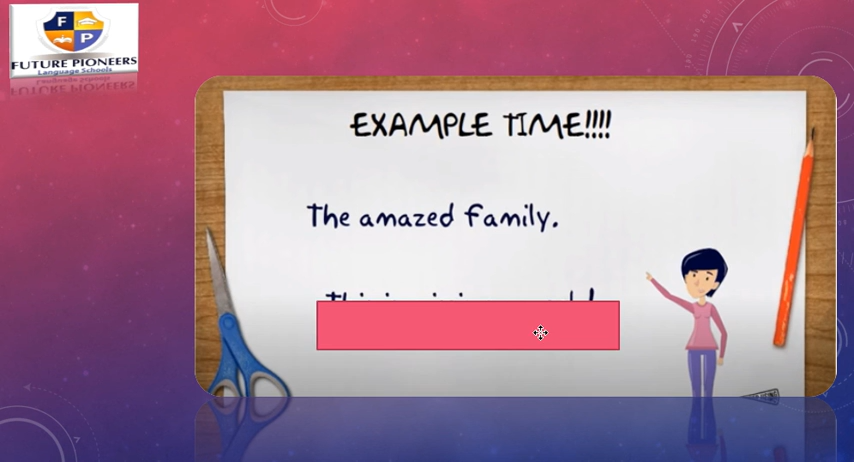 F P
FUTURE PIONEERS
Language Schools
EXAMPLE TIME!!!!
The amazed family.